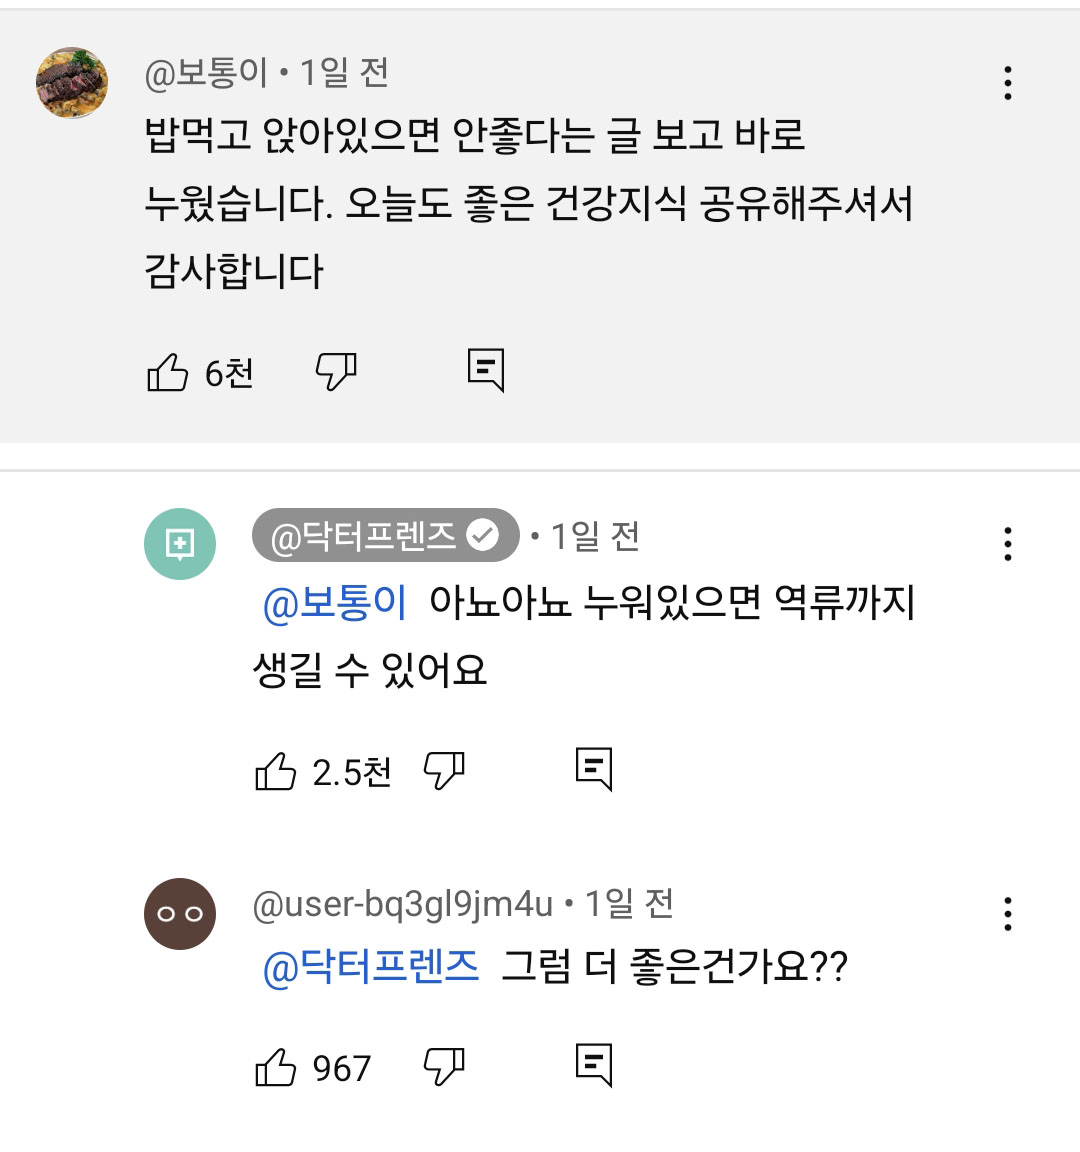 @보통이 • 1일 전
밥먹고 앉아있으면 안좋다는 글 보고 바로
누웠습니다. 오늘도 좋은 건강지식 공유해주셔서
감사합니다
6천
@닥터프렌즈 • 1일 전
@보통이 아뇨아뇨 누워있으면 역류까지
생길 수 있어요
2.5천
@user-bq3gl9jm4u • 1일 전
@닥터프렌즈 그럼 더 좋은건가요??
967